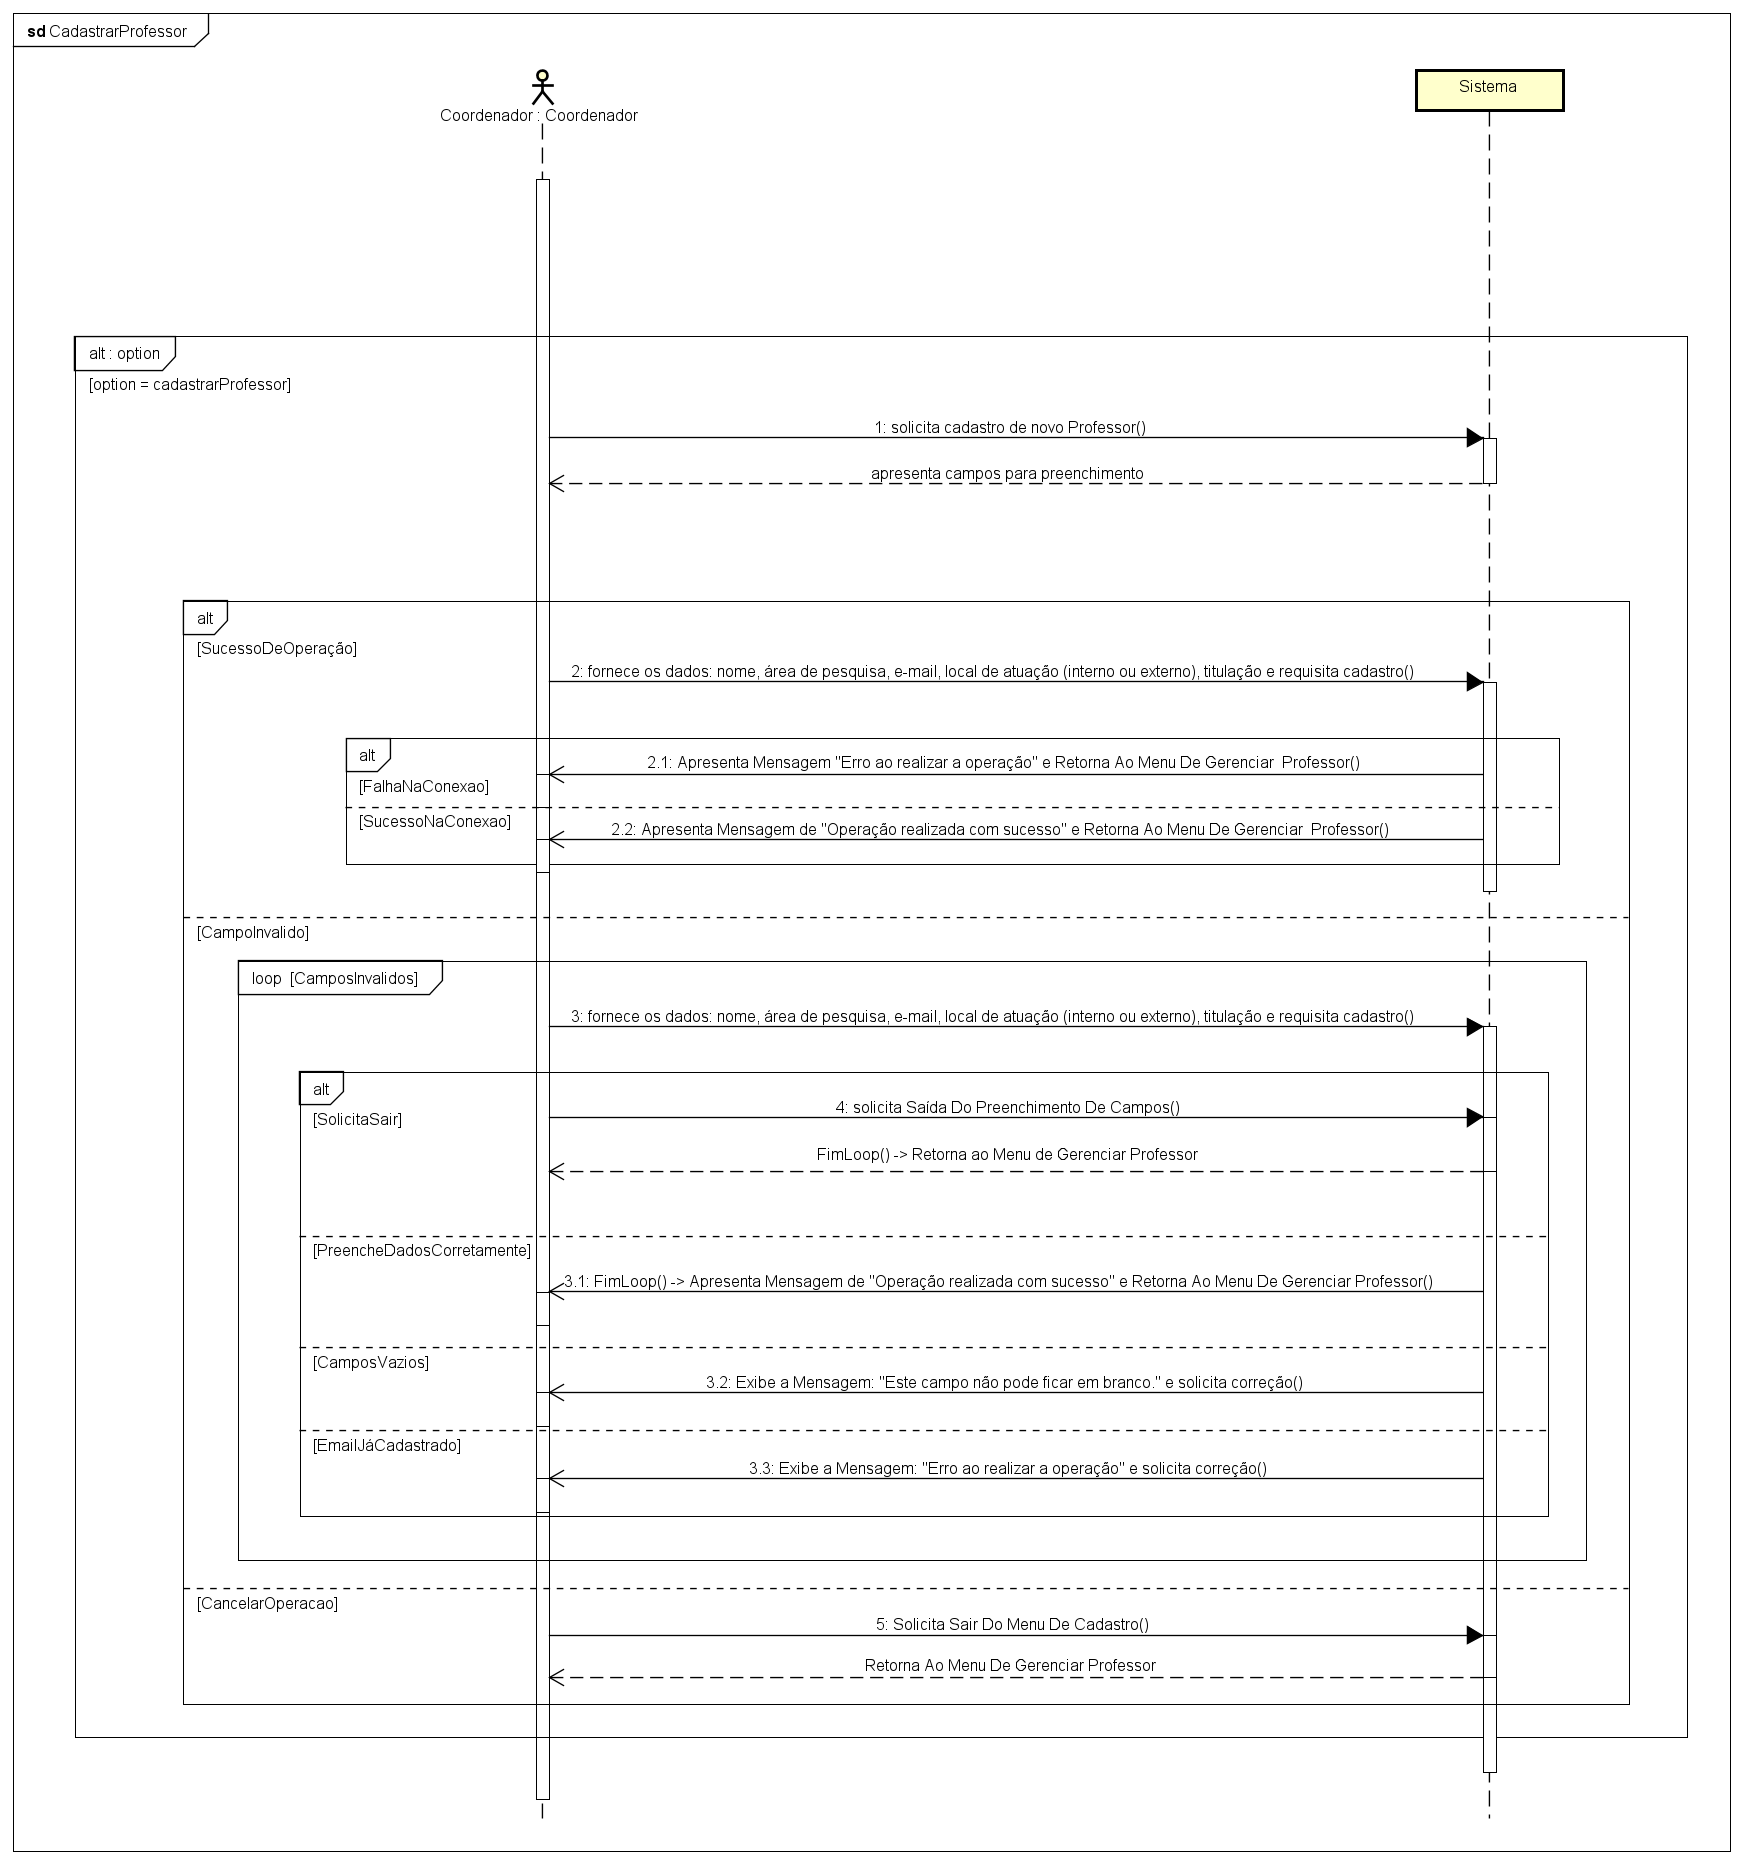 sd CadastrarProfessor
Coordenador : Coordenador
Sistema
alt : option
[option = cadastrarProfessor]
1: solicita cadastro de novo Professor()
apresenta campos para preenchimento
alt
[SucessoDeOperação]
2: fornece os dados: nome, área de pesquisa, e-mail, local de atuação (interno ou externo), titulação e requisita cadastro()
alt
2.1: Apresenta Mensagem "Erro ao realizar a operação" e Retorna Ao Menu De Gerenciar  Professor()
[FalhaNaConexao]
[SucessoNaConexao]
2.2: Apresenta Mensagem de "Operação realizada com sucesso" e Retorna Ao Menu De Gerenciar  Professor()
[CampoInvalido]
loop  [CamposInvalidos]
3: fornece os dados: nome, área de pesquisa, e-mail, local de atuação (interno ou externo), titulação e requisita cadastro()
alt
4: solicita Saída Do Preenchimento De Campos()
[SolicitaSair]
FimLoop() -> Retorna ao Menu de Gerenciar Professor
[PreencheDadosCorretamente]
3.1: FimLoop() -> Apresenta Mensagem de "Operação realizada com sucesso" e Retorna Ao Menu De Gerenciar Professor()
[CamposVazios]
3.2: Exibe a Mensagem: "Este campo não pode ficar em branco." e solicita correção()
[EmailJáCadastrado]
3.3: Exibe a Mensagem: "Erro ao realizar a operação" e solicita correção()
[CancelarOperacao]
5: Solicita Sair Do Menu De Cadastro()
Retorna Ao Menu De Gerenciar Professor